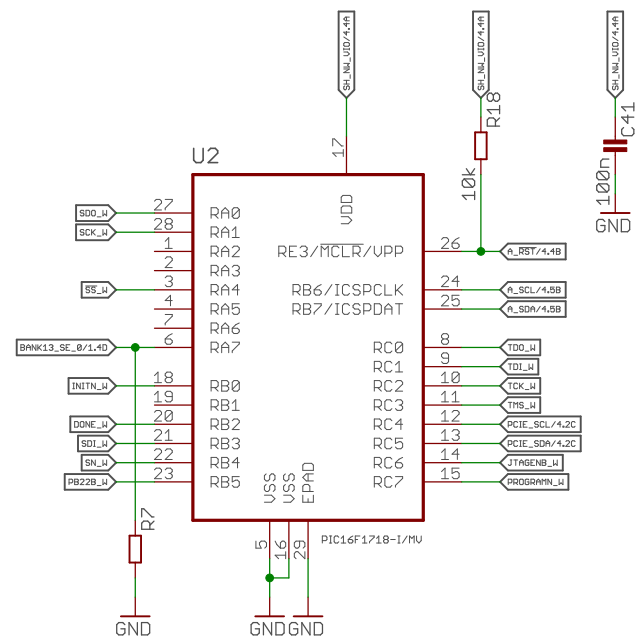 SH_NW_VIO/4.4A
SH_NW_VIO/4.4A
SH_NW_VIO/4.4A
R18
C41
17
10k
100n
U2
VDD
GND
SDO_W 27 RA0
SCK_W 28 RA1
1 RA2
RE3/MCLR/VPP 26 A_RST/4.4B
2 RA3
SS_W 3 RA4
RB6/ICSPCLK 24 A_SCL/4.5B
4 RA5
RB7/ICSPDAT 25 A_SDA/4.5B
7 RA6
BANK13_SE_0/1.4D 6 RA7
RC0 8 TDO_W
RC1 9 TDI_W
INITN_W 18 RB0
RC2 10 TCK_W
19 RB1
RC3 11 TMS_W
DONE_W 20 RB2
RC4 12 PCIE_SCL/4.2C
SDI_W 21 RB3
RC5 13 PCIE_SDA/4.2C
SN_W 22 RB4
RC6 14 JTAGENB_W
PB22B_W 23 RB5
RC7 15 PROGRAMN_W
VSS
VSS
EPAD
R7
5
16
29
PIC16F1718-I/MV
GND
GND
GND